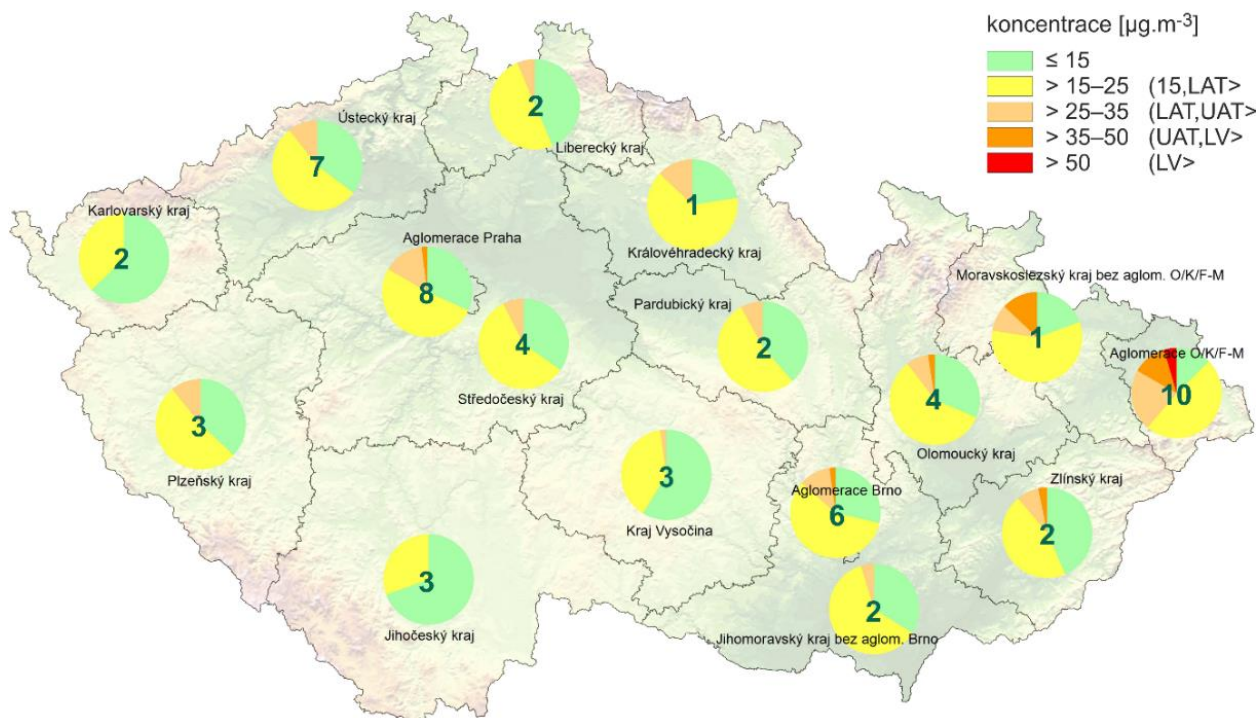 koncentrace [µg.m⁻³]
≤ 15
> 15–25 (15,LAT>
> 25–35 (LAT,UAT>
> 35–50 (UAT,LV>
> 50 (LV>
2
Liberecký kraj
Ústecký kraj
7
Karlovarský kraj
2
1
Královéhradecký kraj
Aglomerace Praha
8
4
Středočeský kraj
Pardubický kraj
2
Moravskoslezský kraj bez aglom. O/K/F-M
1
Aglomerace O/K/F-M
10
4
Olomoucký kraj
3
Plzeňský kraj
3
Kraj Vysočina
Aglomerace Brno
6
Zlínský kraj
2
3
Jihočeský kraj
2
Jihomoravský kraj bez aglom. Brno